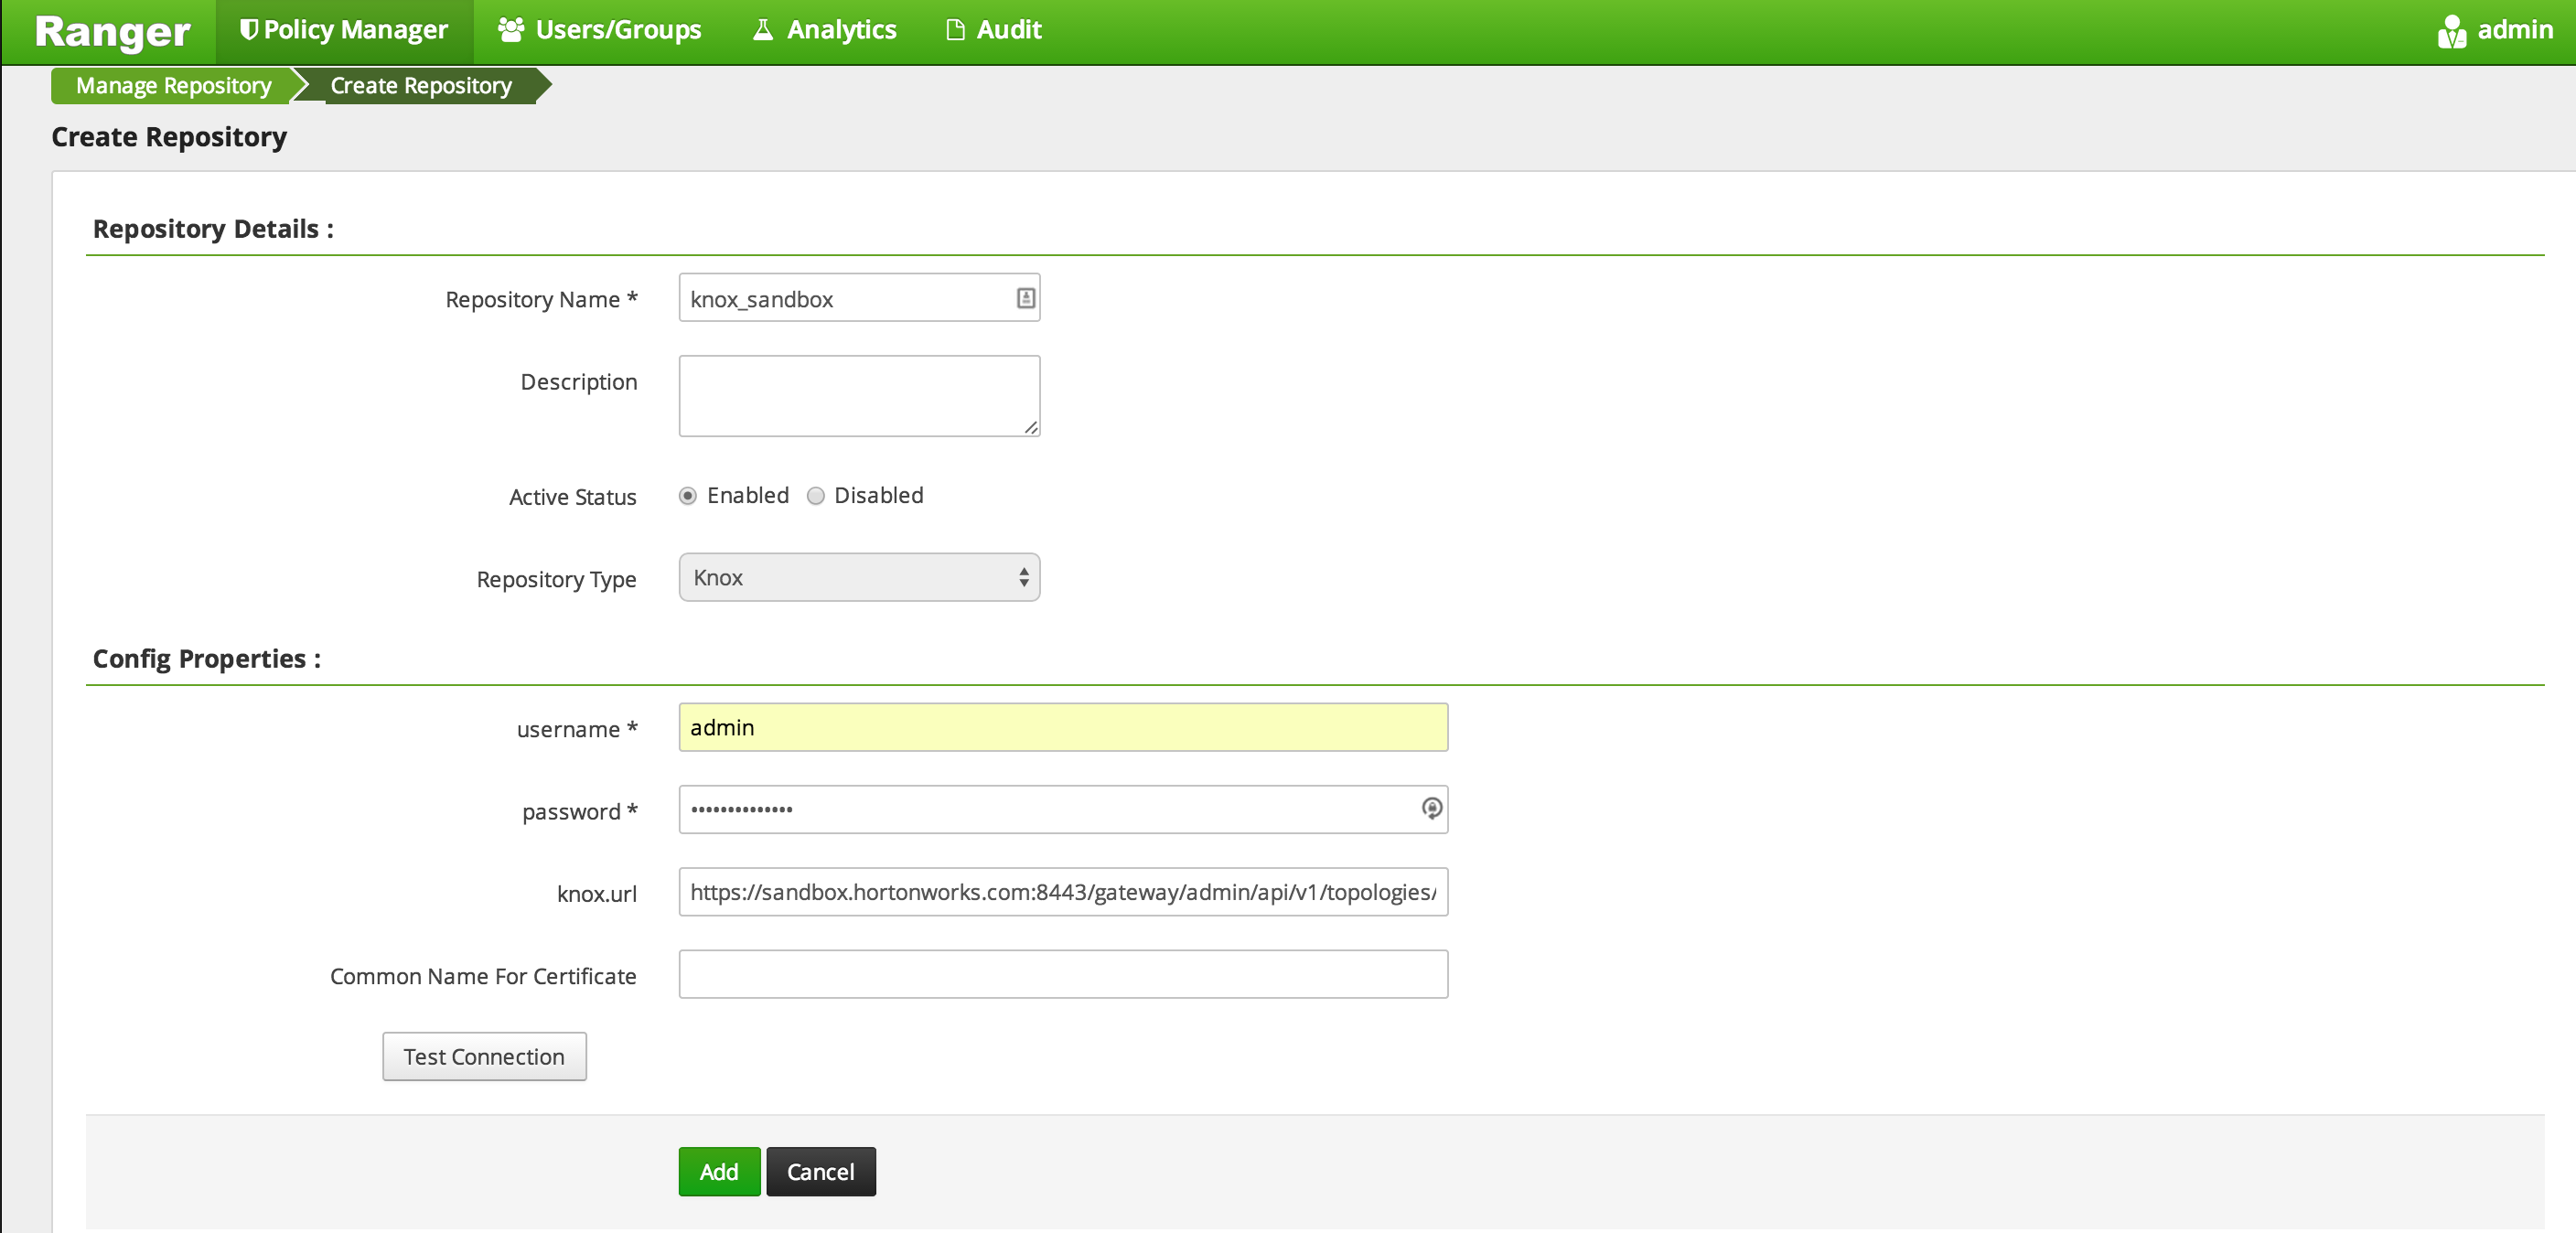 Ranger Policy Manager Users/Groups Analytics Audit admin
Manage Repository Create Repository
Create Repository
Repository Details :
Repository Name * knox_sandbox
Description
Active Status Enabled Disabled
Repository Type Knox
Config Properties :
username * admin
password * ••••••••••••••
knox.url https://sandbox.hortonworks.com:8443/gateway/admin/api/v1/topologies/
Common Name For Certificate
Test Connection
Add Cancel